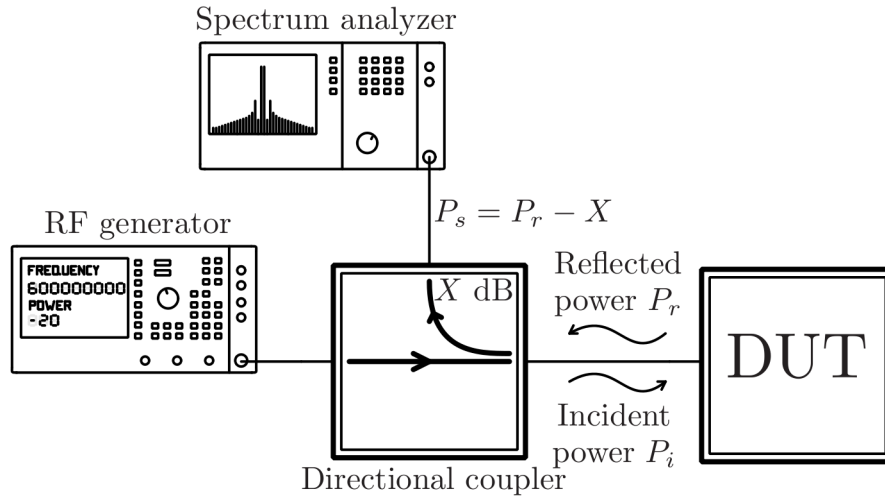 Spectrum analyzer
P_s = P_r − X
RF generator
FREQUENCY
600000000
POWER
-20
X dB
Reflected
power P_r
DUT
Incident
power P_i
Directional coupler